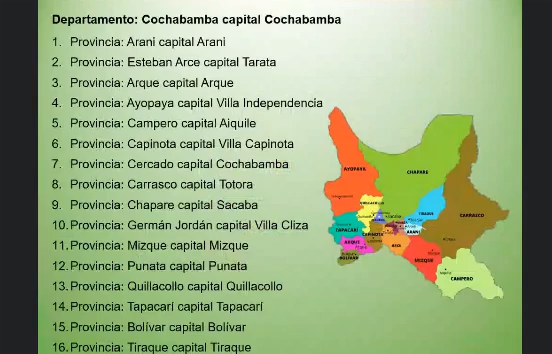 Departamento: Cochabamba capital Cochabamba
1. Provincia: Arani capital Arani
2. Provincia: Esteban Arce capital Tarata
3. Provincia: Arque capital Arque
4. Provincia: Ayopaya capital Villa Independencia
5. Provincia: Campero capital Aiquile
6. Provincia: Capinota capital Villa Capinota
7. Provincia: Cercado capital Cochabamba
8. Provincia: Carrasco capital Totora
9. Provincia: Chapare capital Sacaba
10. Provincia: Germán Jordán capital Villa Cliza
11. Provincia: Mizque capital Mizque
12. Provincia: Punata capital Punata
13. Provincia: Quillacollo capital Quillacollo
14. Provincia: Tapacarí capital Tapacarí
15. Provincia: Bolívar capital Bolívar
16. Provincia: Tiraque capital Tiraque
AYOPAYA
CHAPARE
CARRASCO
TAPACARI
ARANI
ARQUE
BOLIVAR
MIZQUE
CAMPERO